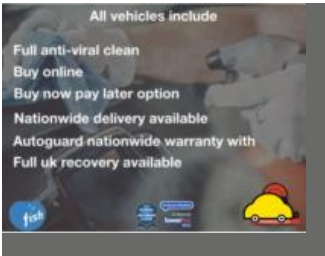 All vehicles include
Full anti-viral clean
Buy online
Buy now pay later option
Nationwide delivery available
Autoguard nationwide warranty with
Full uk recovery available
fish